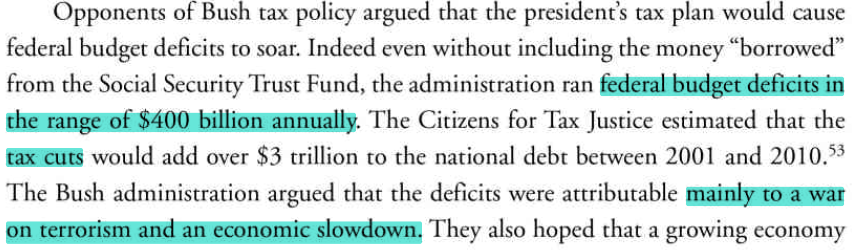 Opponents of Bush tax policy argued that the president’s tax plan would cause
federal budget deficits to soar. Indeed even without including the money “borrowed”
from the Social Security Trust Fund, the administration ran federal budget deficits in
the range of $400 billion annually. The Citizens for Tax Justice estimated that the
tax cuts would add over $3 trillion to the national debt between 2001 and 2010.53
The Bush administration argued that the deficits were attributable mainly to a war
on terrorism and an economic slowdown. They also hoped that a growing economy